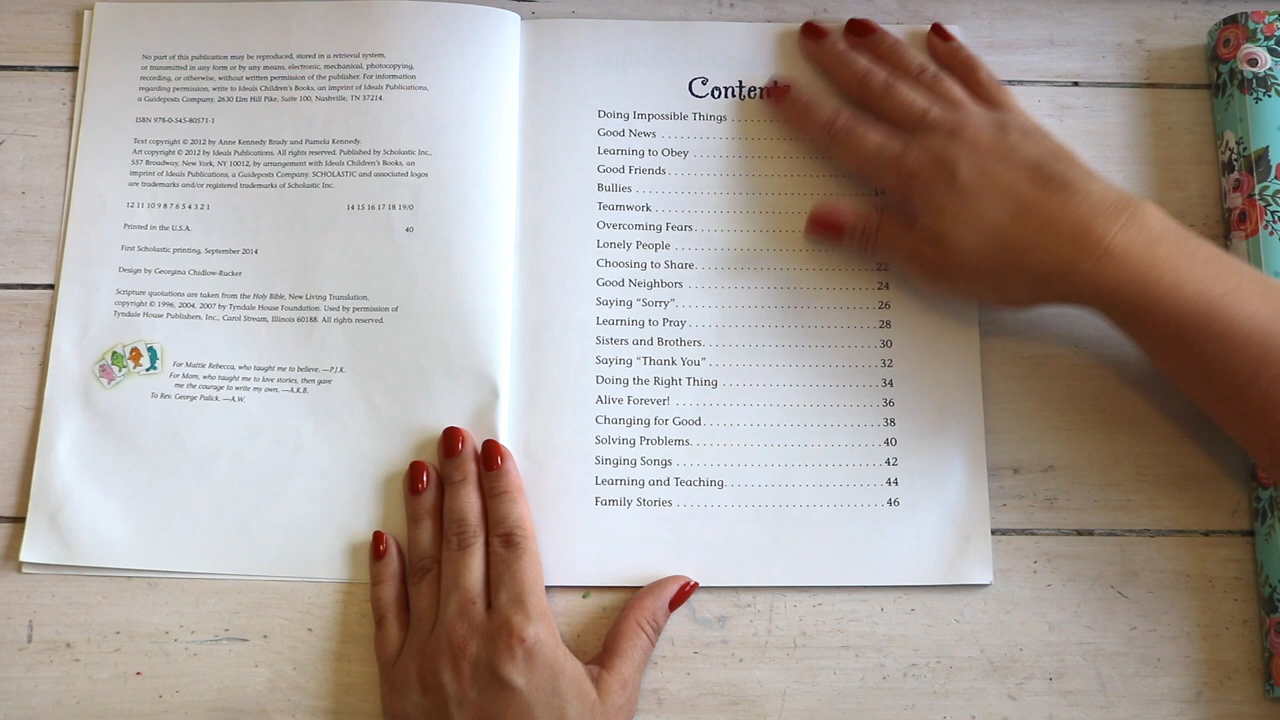 No part of this publication may be reproduced, stored in a retrieval system,
or transmitted in any form or by any means, electronic, mechanical, photocopying,
recording, or otherwise, without written permission of the publisher. For information
regarding permission, write to Ideals Children's Books, an imprint of Ideals Publications,
a Guideposts Company, 2630 Elm Hill Pike, Suite 100, Nashville, TN 37214.
ISBN 978-0-545-80571-1
Text copyright © 2012 by Anne Kennedy Brady and Pamela Kennedy.
Art copyright © 2012 by Ideals Publications. All rights reserved. Published by Scholastic Inc.,
557 Broadway, New York, NY 10012, by arrangement with Ideals Children's Books, an
imprint of Ideals Publications, a Guideposts Company. SCHOLASTIC and associated logos
are trademarks and/or registered trademarks of Scholastic Inc.
12 11 10 9 8 7 6 5 4 3 2 1 14 15 16 17 18 19/0
Printed in the U.S.A. 40
First Scholastic printing, September 2014
Design by Georgina Chidlow-Rucker
Scripture quotations are taken from the Holy Bible, New Living Translation,
copyright © 1996, 2004, 2007 by Tyndale House Foundation. Used by permission of
Tyndale House Publishers, Inc., Carol Stream, Illinois 60188. All rights reserved.
For Mattie Rebecca, who taught me to believe. —P.J.K.
For Mom, who taught me to love stories, then gave
me the courage to write my own. —A.K.B.
To Rev. George Palick. —A.W.
Contents
Doing Impossible Things . . . . .
Good News . . . . . . . . . . . . . .
Learning to Obey . . . . . . . . . . . . . .
Good Friends . . . . . . . . . . . . . . . . . .
Bullies . . . . . . . . . . . . . . . . . . . . . . . . 14
Teamwork . . . . . . . . . . . . . . . . . . . .
Overcoming Fears . . . . . . . . . . . . . .
Lonely People . . . . . . . . . . . . . . . . .
Choosing to Share. . . . . . . . . . . . . . . . . . 22
Good Neighbors . . . . . . . . . . . . . . . . . . . 24
Saying "Sorry". . . . . . . . . . . . . . . . . . . . . 26
Learning to Pray . . . . . . . . . . . . . . . . . . . 28
Sisters and Brothers. . . . . . . . . . . . . . . . . 30
Saying "Thank You" . . . . . . . . . . . . . . . . . 32
Doing the Right Thing . . . . . . . . . . . . . . . 34
Alive Forever! . . . . . . . . . . . . . . . . . . . . . 36
Changing for Good . . . . . . . . . . . . . . . . . 38
Solving Problems. . . . . . . . . . . . . . . . . . . 40
Singing Songs . . . . . . . . . . . . . . . . . . . . . 42
Learning and Teaching. . . . . . . . . . . . . . . 44
Family Stories . . . . . . . . . . . . . . . . . . . . . 46